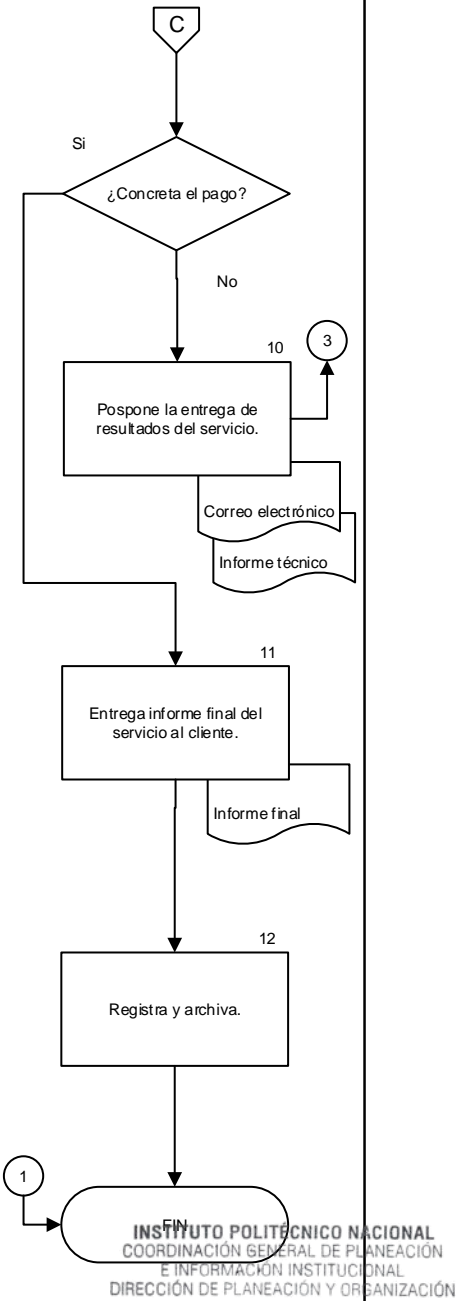 C
Si
¿Concreta el pago?
No
10
3
Pospone la entrega de
resultados del servicio.
Correo electrónico
Informe técnico
11
Entrega informe final del
servicio al cliente.
Informe final
12
Registra y archiva.
1
FIN
INSTITUTO POLITÉCNICO NACIONAL
COORDINACIÓN GENERAL DE PLANEACIÓN
E INFORMACIÓN INSTITUCIONAL
DIRECCIÓN DE PLANEACIÓN Y ORGANIZACIÓN